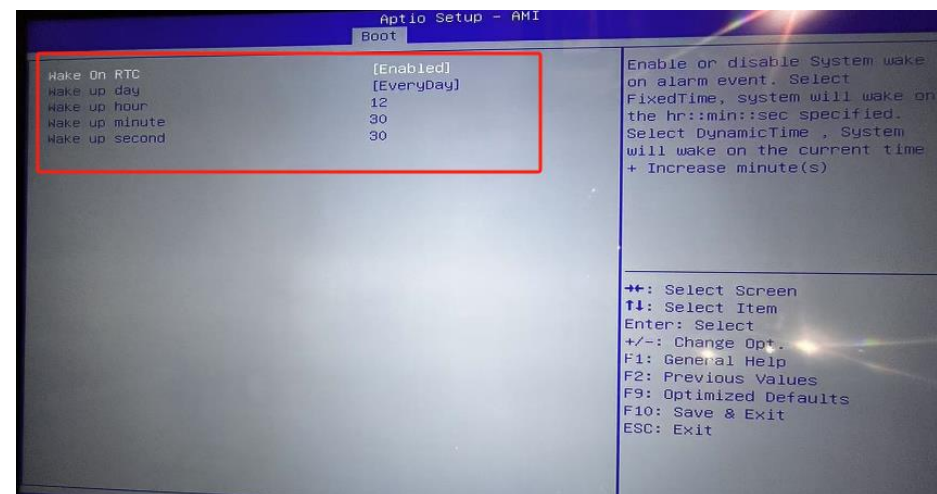 Aptio Setup - AMI
Boot
Wake On RTC [Enabled]
Wake up day [EveryDay]
Wake up hour 12
Wake up minute 30
Wake up second 30
Enable or disable System wake
on alarm event. Select
FixedTime, system will wake on
the hr::min::sec specified.
Select DynamicTime , System
will wake on the current time
+ Increase minute(s)
→←: Select Screen
↑↓: Select Item
Enter: Select
+/-: Change Opt.
F1: General Help
F2: Previous Values
F9: Optimized Defaults
F10: Save & Exit
ESC: Exit